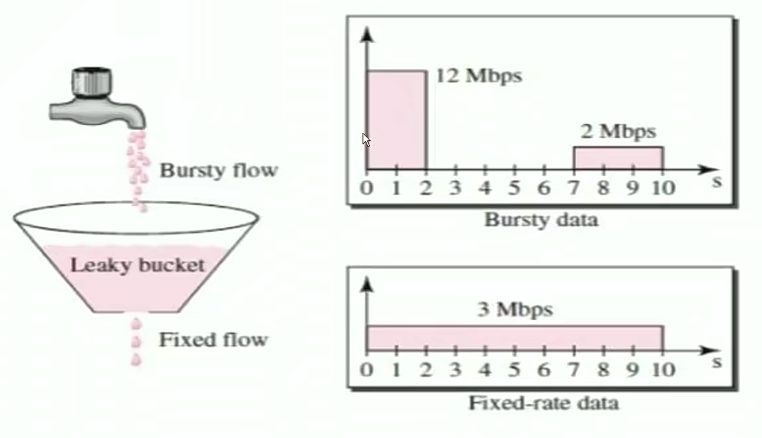 Bursty flow
Leaky bucket
Fixed flow
12 Mbps
2 Mbps
0 1 2 3 4 5 6 7 8 9 10 s
Bursty data
3 Mbps
0 1 2 3 4 5 6 7 8 9 10 s
Fixed-rate data